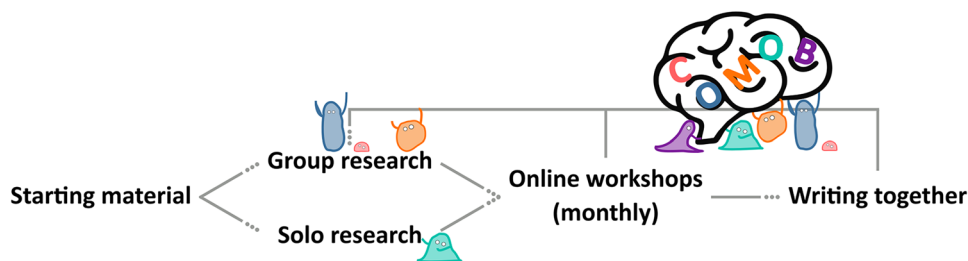 COMOB
Group research
Starting material
Online workshops
(monthly)
Writing together
Solo research